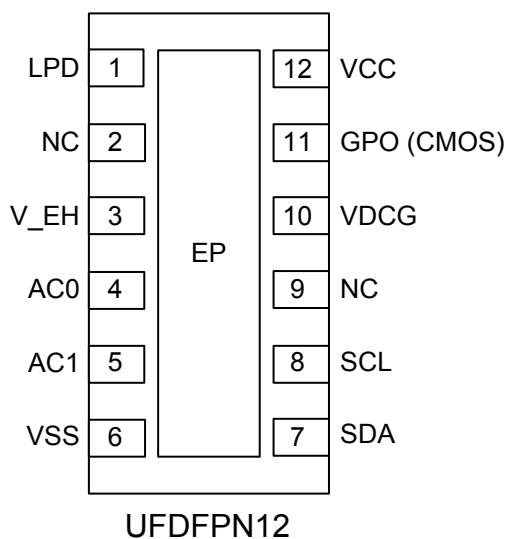 LPD 1 12 VCC
NC 2 11 GPO (CMOS)
V_EH 3 10 VDCG
EP
AC0 4 9 NC
AC1 5 8 SCL
VSS 6 7 SDA
UFDFPN12